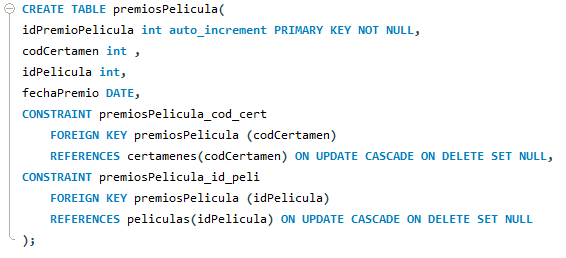 CREATE TABLE premiosPelicula(
idPremioPelicula int auto_increment PRIMARY KEY NOT NULL,
codCertamen int ,
idPelicula int,
fechaPremio DATE,
CONSTRAINT premiosPelicula_cod_cert
FOREIGN KEY premiosPelicula (codCertamen)
REFERENCES certamenes(codCertamen) ON UPDATE CASCADE ON DELETE SET NULL,
CONSTRAINT premiosPelicula_id_peli
FOREIGN KEY premiosPelicula (idPelicula)
REFERENCES peliculas(idPelicula) ON UPDATE CASCADE ON DELETE SET NULL
);